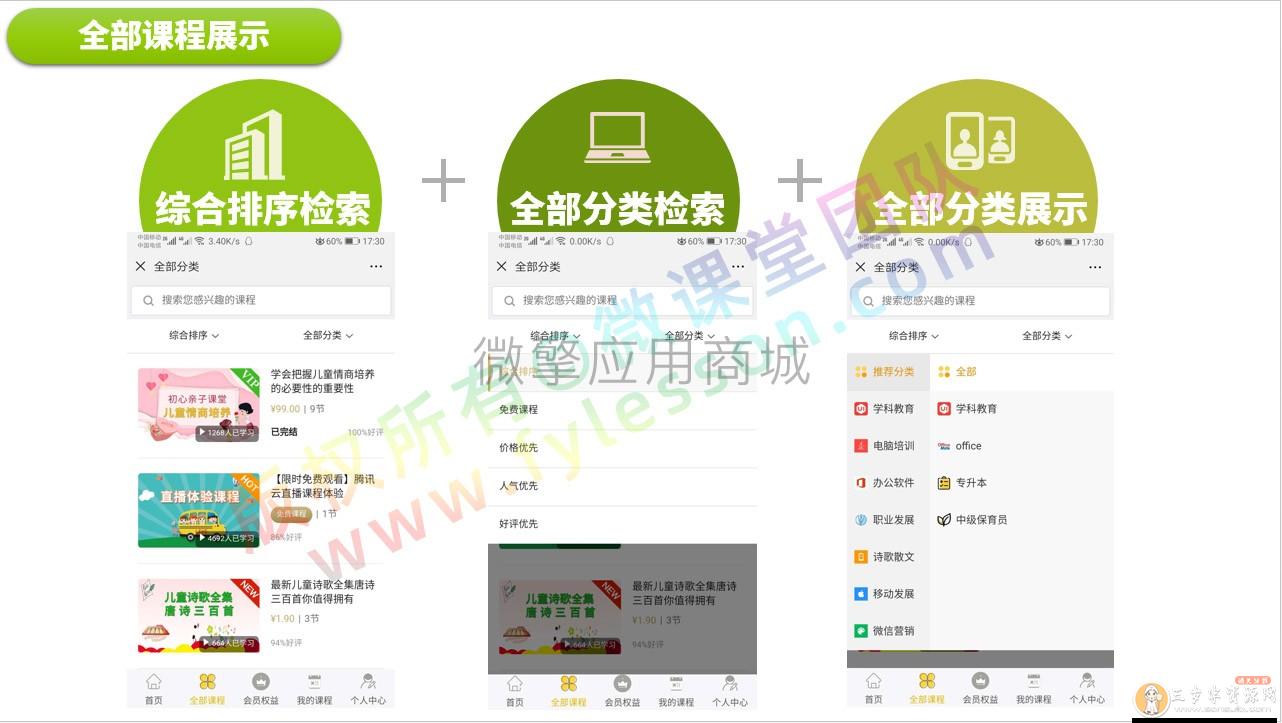 全部课程展示
综合排序检索
全部分类检索
全部分类展示
中国移动
中国电信
3.40K/s
60%
17:30
全部分类
搜索您感兴趣的课程
综合排序
全部分类
初心亲子课堂
儿童情商培养
VIP
1268人已学习
学会把握儿童情商培养
的必要性的重要性
¥99.00 | 9节
已完结
100%好评
直播体验课程
HOT
4692人已学习
【限时免费观看】腾讯
云直播课程体验
免费课程 | 1节
86%好评
儿童诗歌全集
唐诗三百首
NEW
664人已学习
最新儿童诗歌全集唐诗
三百首你值得拥有
¥1.90 | 3节
94%好评
首页
全部课程
会员权益
我的课程
个人中心
中国移动
中国电信
0.00K/s
60%
17:30
全部分类
搜索您感兴趣的课程
综合排序
全部分类
综合排序
免费课程
价格优先
人气优先
好评优先
儿童诗歌全集
唐诗三百首
NEW
664人已学习
最新儿童诗歌全集唐诗
三百首你值得拥有
¥1.90 | 3节
94%好评
首页
全部课程
会员权益
我的课程
个人中心
中国移动
中国电信
0.00K/s
60%
17:30
全部分类
搜索您感兴趣的课程
综合排序
全部分类
推荐分类
全部
学科教育
学科教育
电脑培训
office
办公软件
专升本
职业发展
中级保育员
诗歌散文
移动发展
微信营销
首页
全部课程
会员权益
我的课程
个人中心
版权所有@微课堂团队
www.fylesson.com
微擎应用商城
三岁半资源网